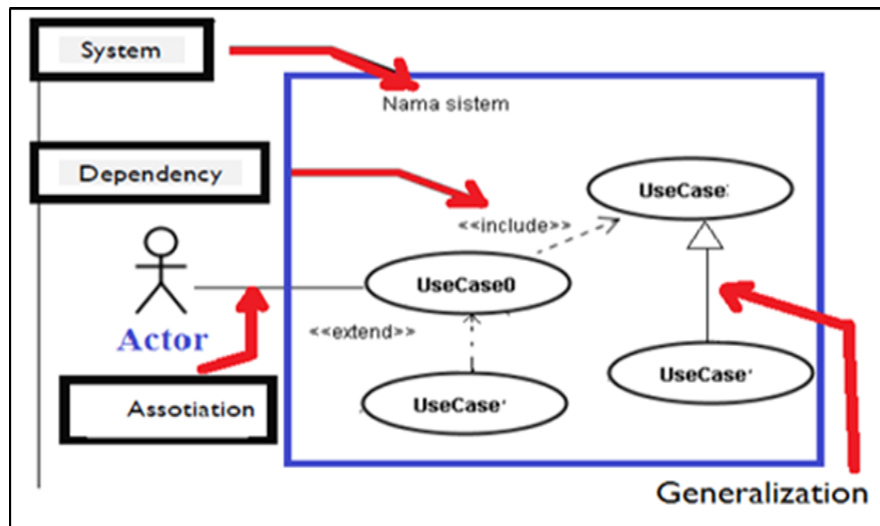 System
Nama sistem
Dependency
UseCase
<<include>>
UseCase0
Actor
<<extend>>
UseCase
UseCase
Assotiation
Generalization